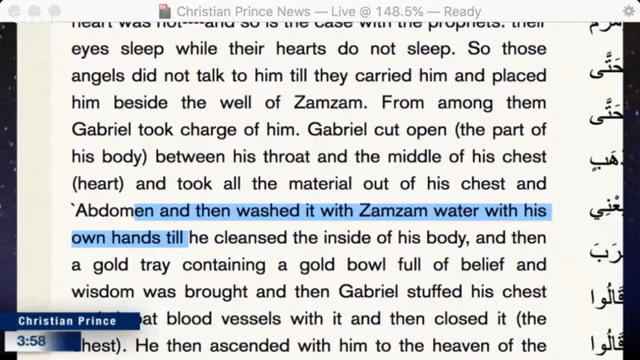 Christian Prince News — Live @ 148.5% — Ready
heart was not----and so is the case with the prophets: their
eyes sleep while their hearts do not sleep. So those
angels did not talk to him till they carried him and placed
him beside the well of Zamzam. From among them
Gabriel took charge of him. Gabriel cut open (the part of
his body) between his throat and the middle of his chest
(heart) and took all the material out of his chest and
`Abdomen and then washed it with Zamzam water with his
own hands till he cleansed the inside of his body, and then
a gold tray containing a gold bowl full of belief and
wisdom was brought and then Gabriel stuffed his chest
blood vessels with it and then closed it (the
chest). He then ascended with him to the heaven of the
حَتَّى
حَتَّى
ذَهَبٍ
يَعْنِي
قَالُوا
قَالُوا
Christian Prince
3:58